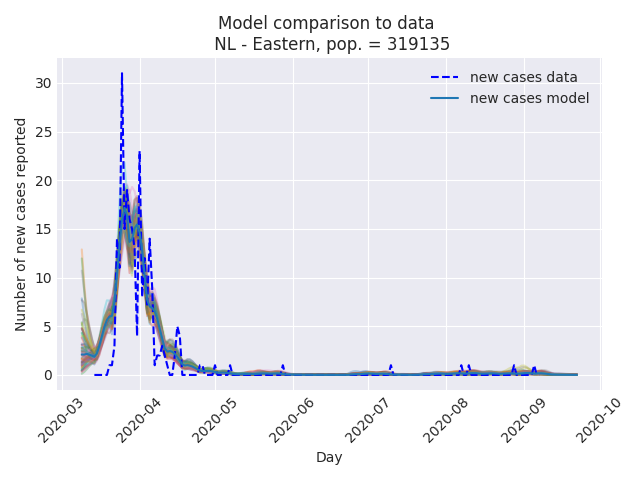 Model comparison to data
NL - Eastern, pop. = 319135
new cases data
new cases model
Number of new cases reported
30
25
20
15
10
5
0
2020-03
2020-04
2020-05
2020-06
2020-07
2020-08
2020-09
2020-10
Day